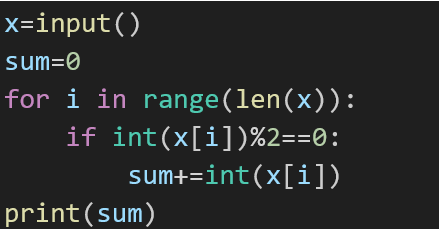 x=input()
sum=0
for i in range(len(x)):
    if int(x[i])%2==0:
        sum+=int(x[i])
print(sum)